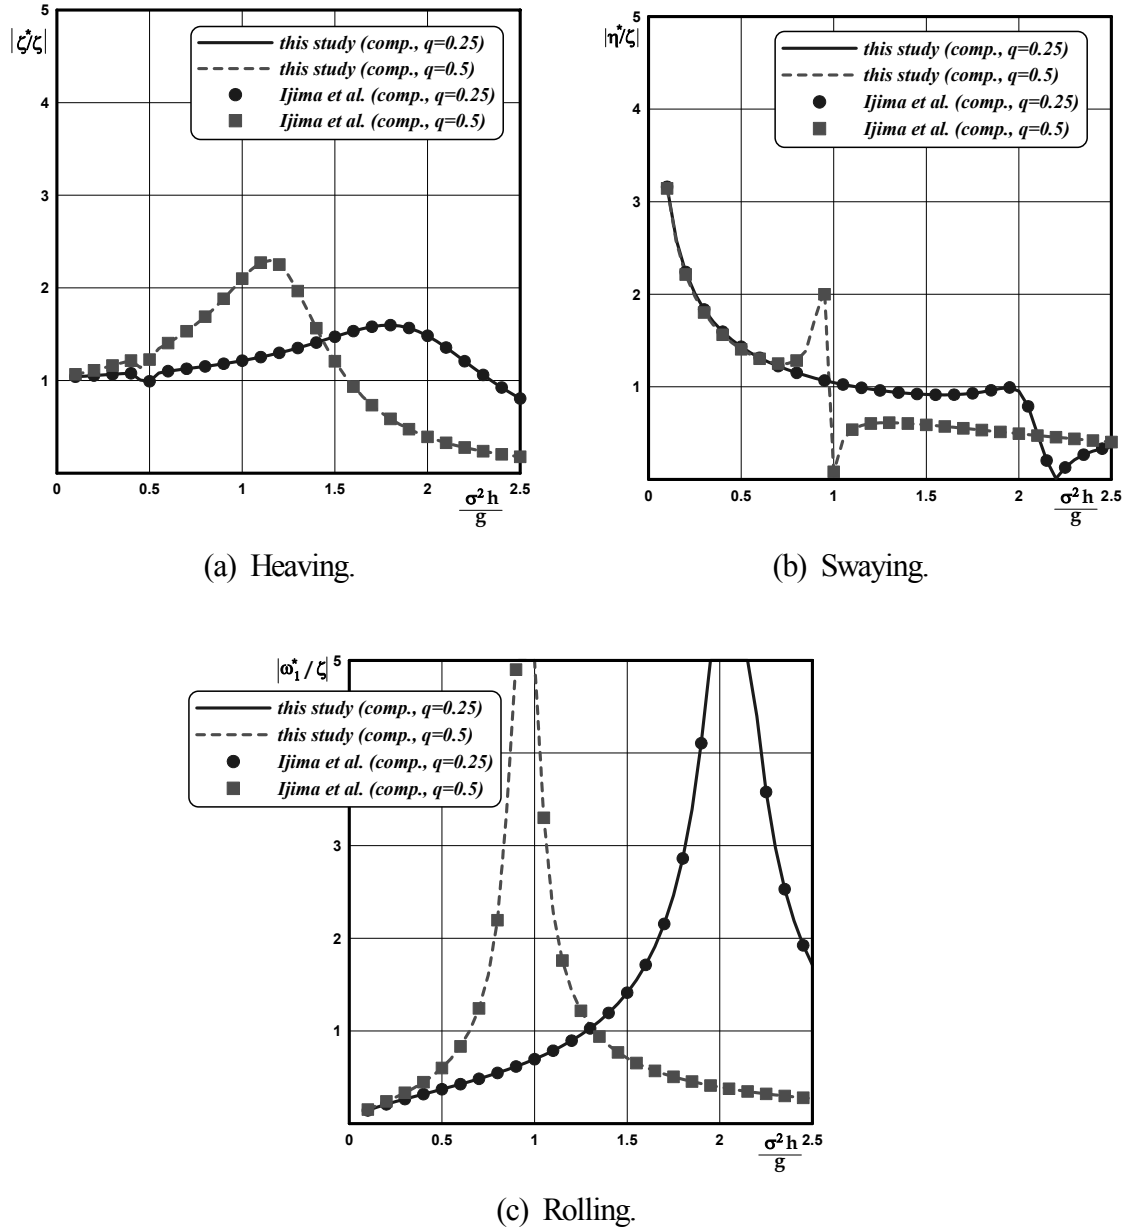 |ζ*/ζ|
5
4
3
2
1
this study (comp., q=0.25)
this study (comp., q=0.5)
Ijima et al. (comp., q=0.25)
Ijima et al. (comp., q=0.5)
0 0.5 1 1.5 2 2.5
σ²h
g
(a) Heaving.
|η*/ζ|
5
4
3
2
1
this study (comp., q=0.25)
this study (comp., q=0.5)
Ijima et al. (comp., q=0.25)
Ijima et al. (comp., q=0.5)
0 0.5 1 1.5 2 2.5
σ²h
g
(b) Swaying.
|ω₁*/ζ|
5
this study (comp., q=0.25)
this study (comp., q=0.5)
Ijima et al. (comp., q=0.25)
Ijima et al. (comp., q=0.5)
3
2
1
0 0.5 1 1.5 2 2.5
σ²h
g
(c) Rolling.